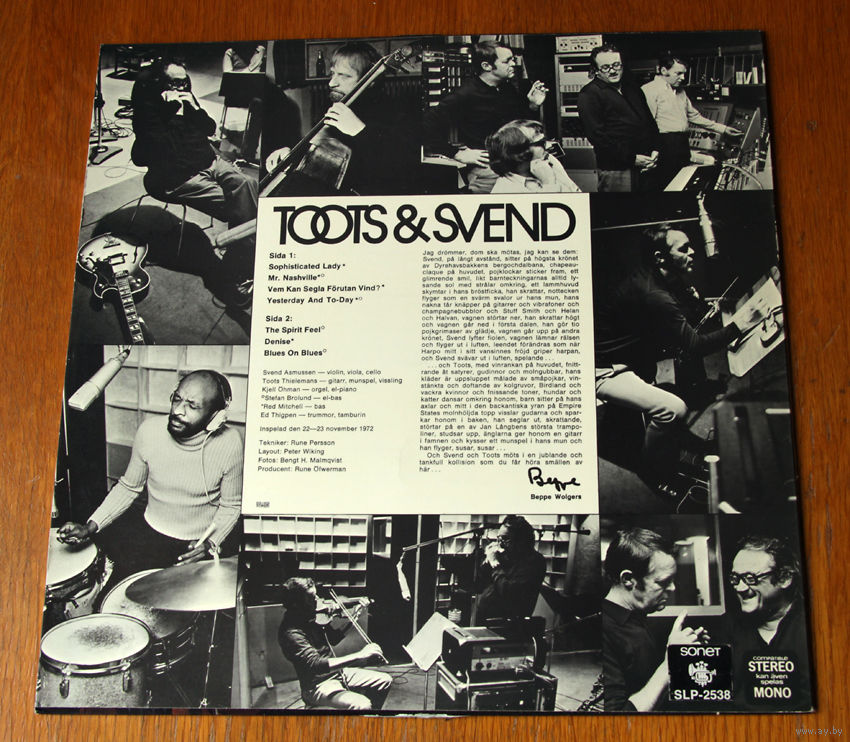 TOOTS & SVEND
Sida 1:
Sophisticated Lady*
Mr. Nashville*○
Vem Kan Segla Förutan Vind?*
Yesterday And To-Day*○
Sida 2:
The Spirit Feel○
Denise*
Blues On Blues○
Svend Asmussen — violin, viola, cello
Toots Thielemans — gitarr, munspel, vissling
Kjell Öhman — orgel, el-piano
○Stefan Brolund — el-bas
*Red Mitchell — bas
Ed Thigpen — trummor, tamburin
Inspelad den 22—23 november 1972
Tekniker: Rune Persson
Layout: Peter Wiking
Fotos: Bengt H. Malmqvist
Producent: Rune Öfwerman
Jag drömmer, dom ska mötas, jag kan se dem:
Svend, på långt avstånd, sitter på högsta krönet
av Dyrehavsbakkens bergochdalbana, chapeau-
claque på huvudet, pojklockar sticker fram, ett
glimrende smil, likt barnteckningarnas alltid ly-
sande sol med strålar omkring, ett lammhuvud
skymtar i hans bröstficka, han skrattar, nottecken
flyger som en svärm svalor ur hans mun, hans
nakna tår knäpper på gitarrer och vibrafoner och
champagnebubblor och Stuff Smith och Helan
och Halvan, vagnen störtar ner, han skrattar högt
och vagnen går ned i första dalen, han gör tio
pojkgrimaser av glädje, vagnen går upp på andra
krönet, Svend lyfter fiolen, vagnen lämnar rälsen
och flyger ut i luften, leendet förändras som när
Harpo mitt i sitt vansinnes fröjd griper harpan,
och Svend svävar ut i luften, spelande . . .
. . . och Toots, med vinrankan på huvudet, fnitt-
rande åt satyrer, gudinnor och molngubbar, hans
kläder är uppsluppet målade av småpojkar, vin-
stänkta och doftande av kolgruvor, Birdland och
vackra kvinnor och fnissande toner, hundar och
katter dansar omkring honom, barn sitter på hans
axlar och mitt i den backantiska yran på Empire
States molnhöljda topp visslar gudarna och spar-
kar honom i baken, han seglar ut, skrattande,
störtar på en av Jan Långbens största trampo-
liner, studsar upp, änglarna ger honom en gitarr
i famnen och kysser ett munspel i hans mun och
han flyger, susar, susar . . .
Och Svend och Toots möts i en jublande och
tankfull kollision som du får höra smällen av
här . . .
Beppe
Beppe Wolgers
SONET
SLP-2538
COMPATIBLE
STEREO
kan även
spelas
MONO
www.ay.by